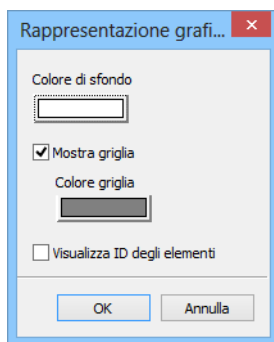 Rappresentazione grafi...
Colore di sfondo
Mostra griglia
Colore griglia
Visualizza ID degli elementi
OK Annulla